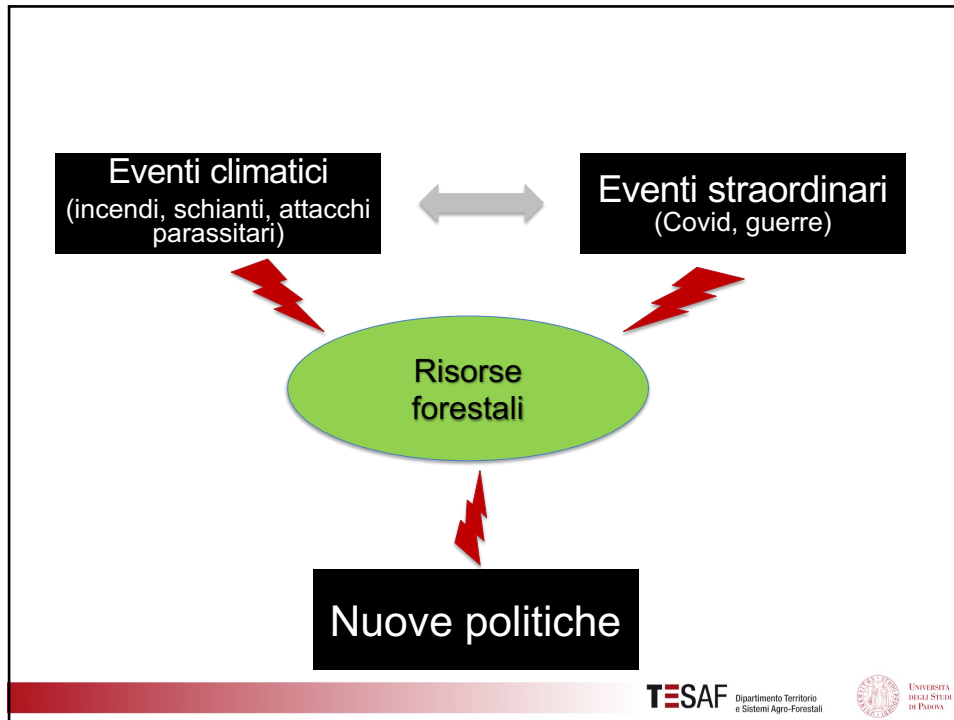 Eventi climatici
(incendi, schianti, attacchi
parassitari)
Eventi straordinari
(Covid, guerre)
Risorse
forestali
Nuove politiche
TESAF
Dipartimento Territorio
e Sistemi Agro-Forestali
UNIVERSITÀ
DEGLI STUDI
DI PADOVA